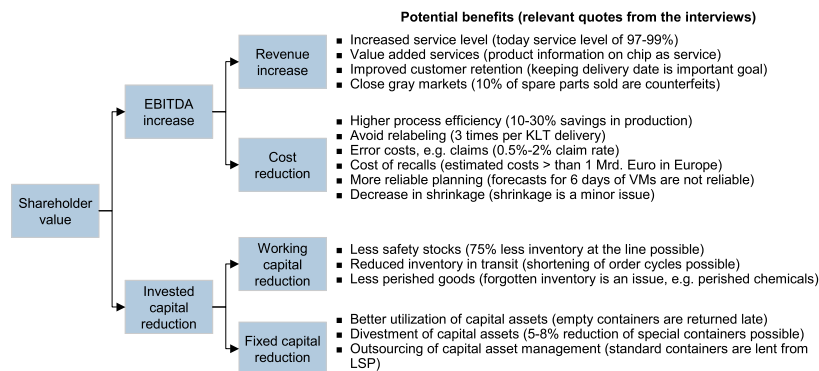 Potential benefits (relevant quotes from the interviews)
Revenue
increase
▪ Increased service level (today service level of 97-99%)
▪ Value added services (product information on chip as service)
▪ Improved customer retention (keeping delivery date is important goal)
▪ Close gray markets (10% of spare parts sold are counterfeits)
EBITDA
increase
Cost
reduction
▪ Higher process efficiency (10-30% savings in production)
▪ Avoid relabeling (3 times per KLT delivery)
▪ Error costs, e.g. claims (0.5%-2% claim rate)
▪ Cost of recalls (estimated costs > than 1 Mrd. Euro in Europe)
▪ More reliable planning (forecasts for 6 days of VMs are not reliable)
▪ Decrease in shrinkage (shrinkage is a minor issue)
Shareholder
value
Working
capital
reduction
▪ Less safety stocks (75% less inventory at the line possible)
▪ Reduced inventory in transit (shortening of order cycles possible)
▪ Less perished goods (forgotten inventory is an issue, e.g. perished chemicals)
Invested
capital
reduction
Fixed capital
reduction
▪ Better utilization of capital assets (empty containers are returned late)
▪ Divestment of capital assets (5-8% reduction of special containers possible)
▪ Outsourcing of capital asset management (standard containers are lent from
LSP)